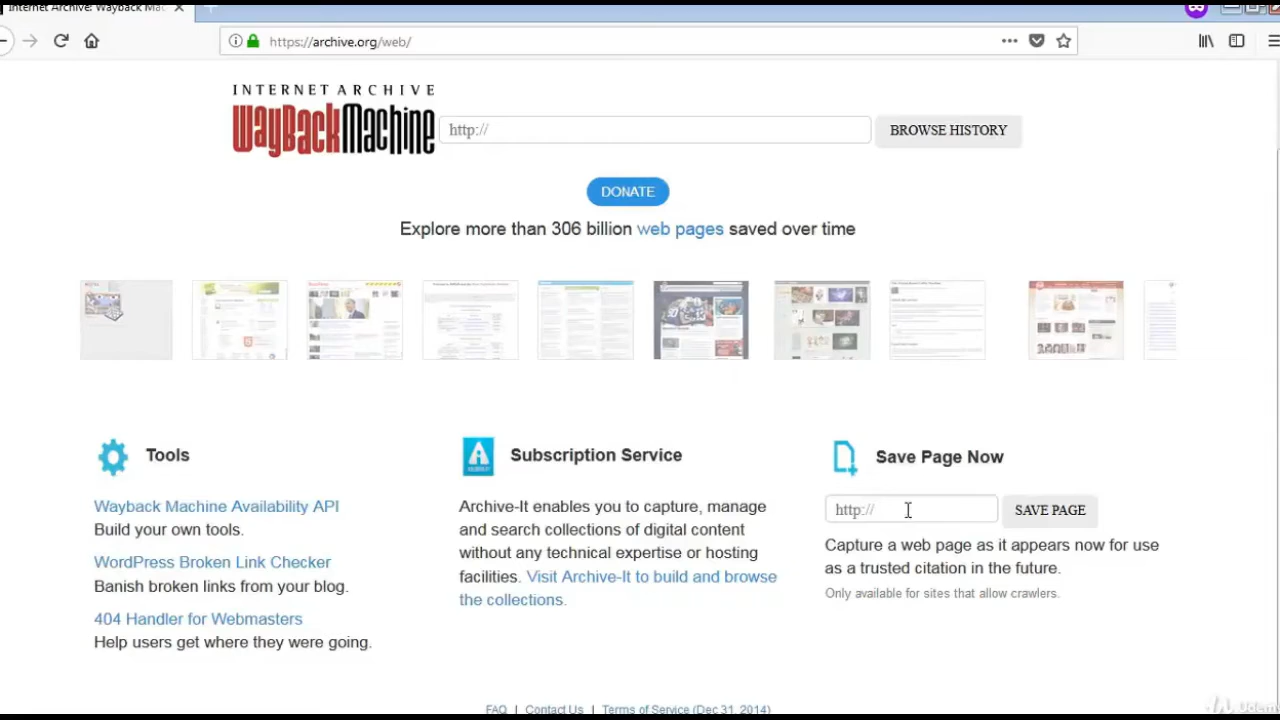 Internet Archive: Wayback Mac
https://archive.org/web/
INTERNET ARCHIVE
WayBackMachine
http://
BROWSE HISTORY
DONATE
Explore more than 306 billion web pages saved over time
Tools
Wayback Machine Availability API
Build your own tools.
WordPress Broken Link Checker
Banish broken links from your blog.
404 Handler for Webmasters
Help users get where they were going.
Subscription Service
Archive-It enables you to capture, manage
and search collections of digital content
without any technical expertise or hosting
facilities. Visit Archive-It to build and browse
the collections.
Save Page Now
http://
SAVE PAGE
Capture a web page as it appears now for use
as a trusted citation in the future.
Only available for sites that allow crawlers.
FAQ | Contact Us | Terms of Service (Dec 31, 2014)
Udemy